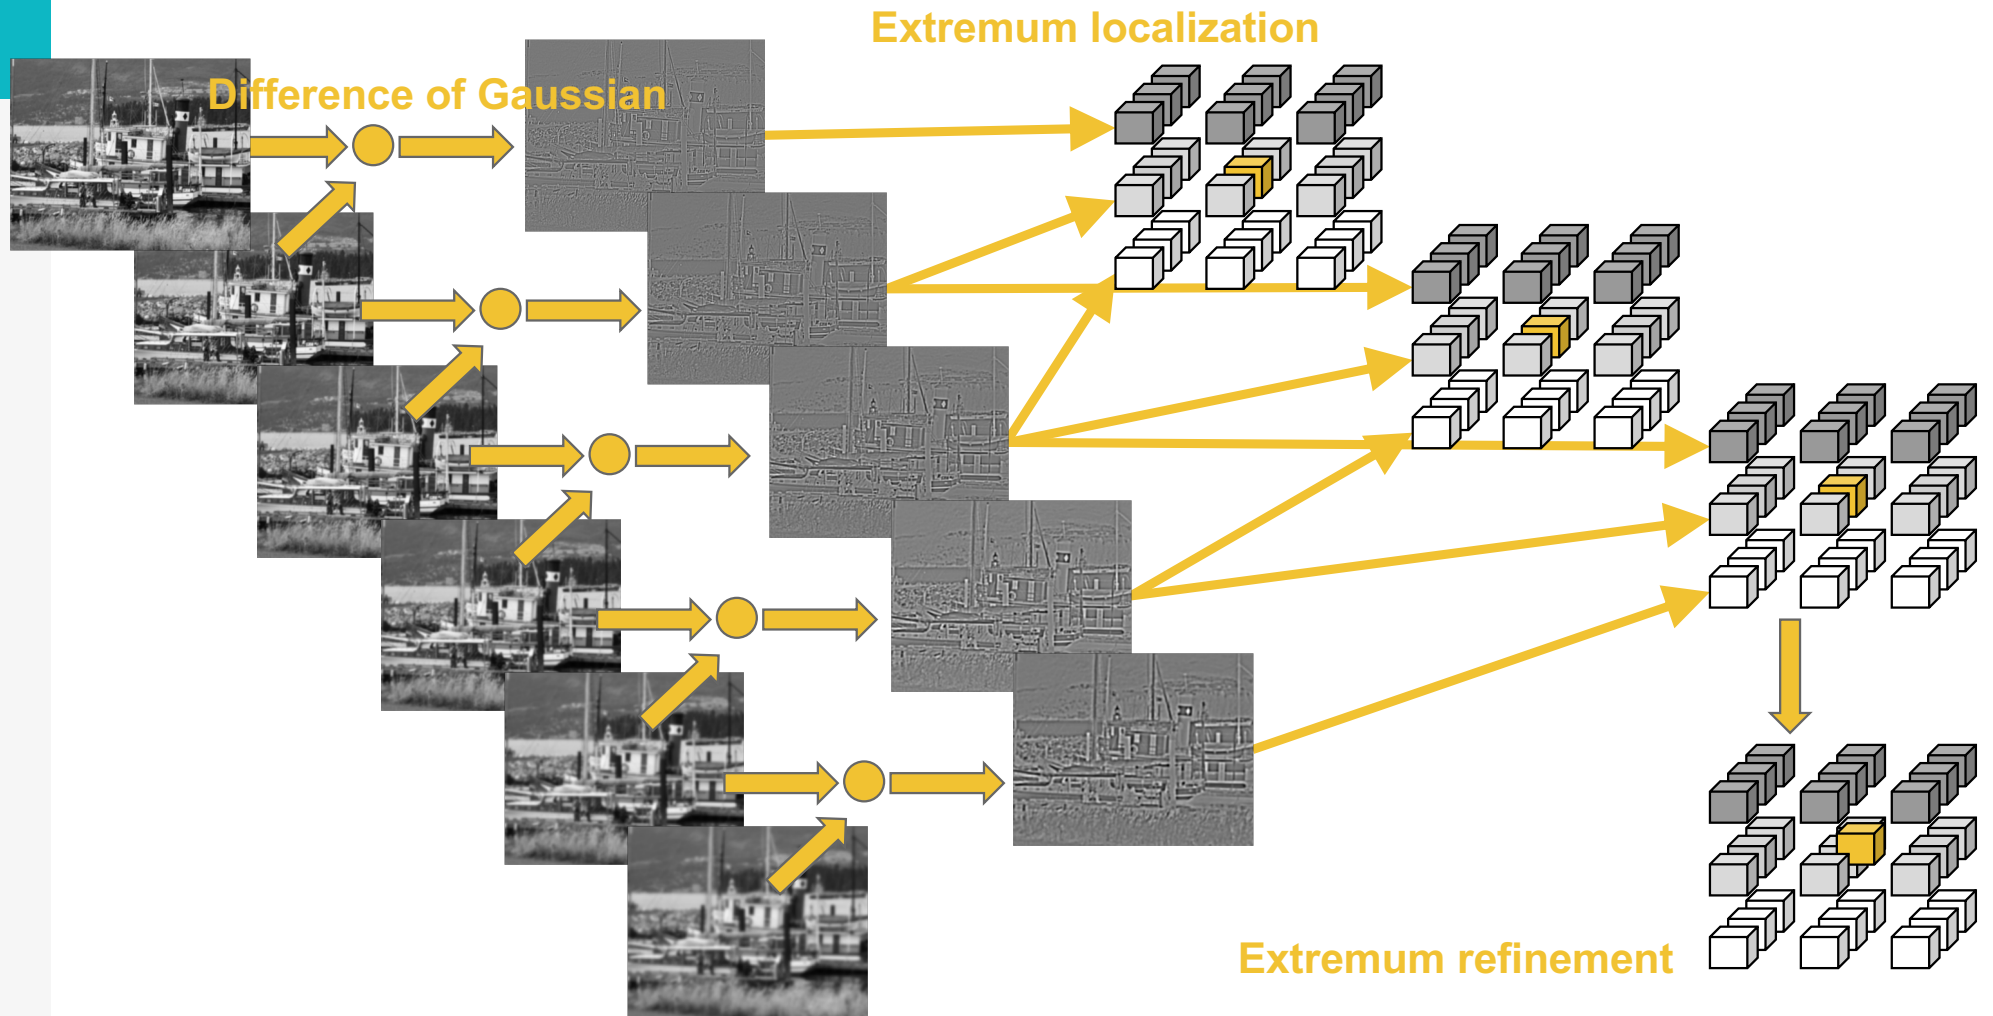 Extremum localization
Difference of Gaussian
Extremum refinement